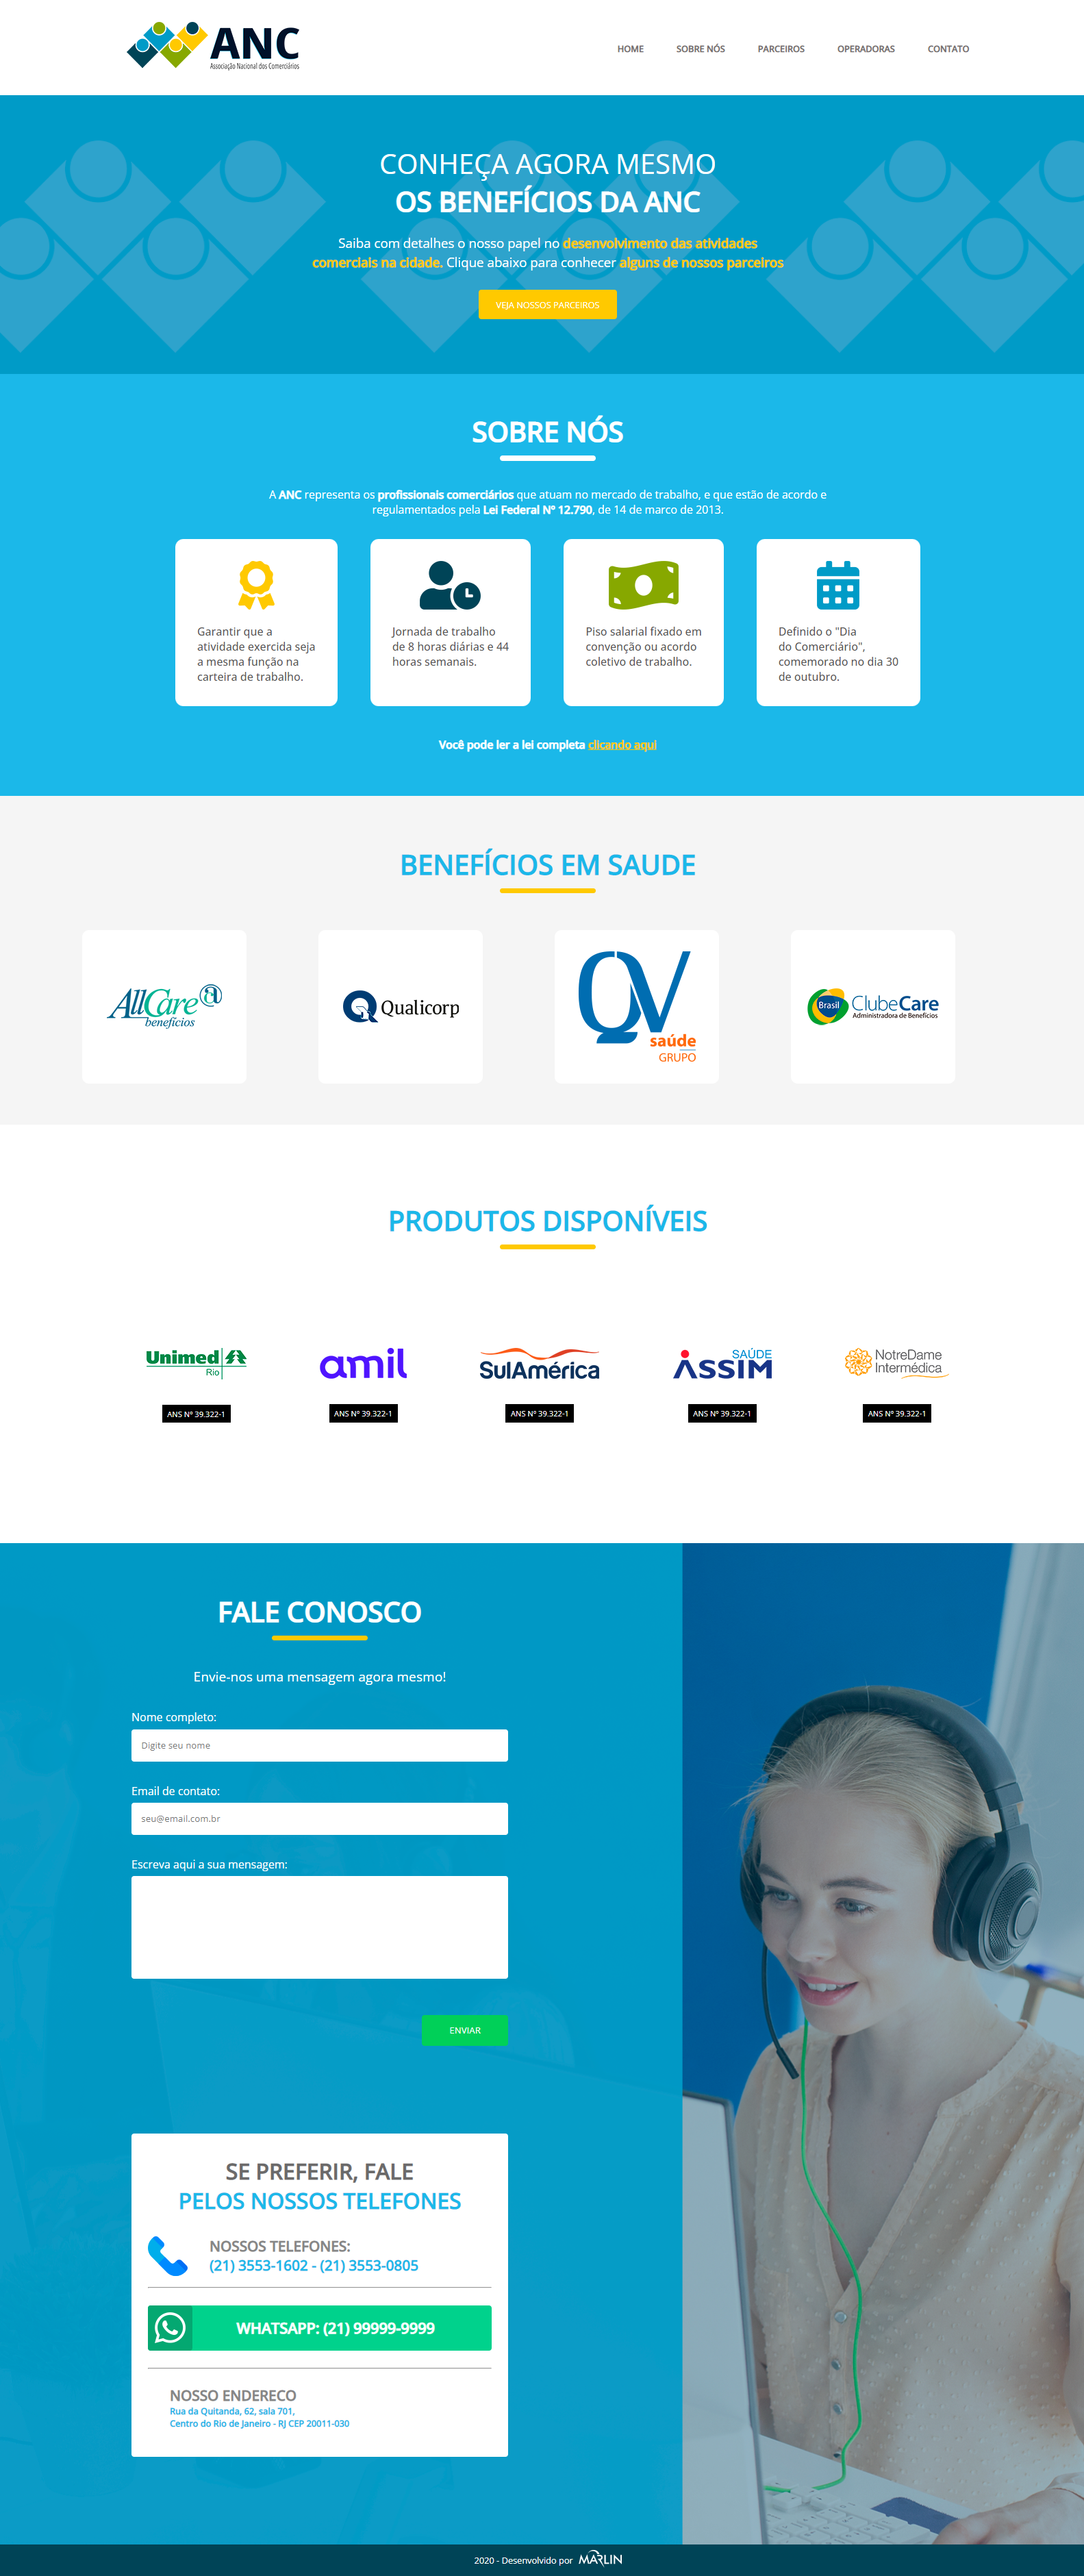 ANC
Associação Nacional dos Comerciários
HOME
SOBRE NÓS
PARCEIROS
OPERADORAS
CONTATO
CONHEÇA AGORA MESMO
OS BENEFÍCIOS DA ANC
Saiba com detalhes o nosso papel no desenvolvimento das atividades
comerciais na cidade. Clique abaixo para conhecer alguns de nossos parceiros
VEJA NOSSOS PARCEIROS
SOBRE NÓS
A ANC representa os profissionais comerciários que atuam no mercado de trabalho, e que estão de acordo e
regulamentados pela Lei Federal Nº 12.790, de 14 de marco de 2013.
Garantir que a
atividade exercida seja
a mesma função na
carteira de trabalho.
Jornada de trabalho
de 8 horas diárias e 44
horas semanais.
Piso salarial fixado em
convenção ou acordo
coletivo de trabalho.
Definido o "Dia
do Comerciário",
comemorado no dia 30
de outubro.
Você pode ler a lei completa clicando aqui
BENEFÍCIOS EM SAUDE
AllCare
benefícios
Qualicorp
QV
saúde
GRUPO
Brasil
ClubeCare
Administradora de Benefícios
PRODUTOS DISPONÍVEIS
Unimed
Rio
ANS Nº 39.322-1
amil
ANS Nº 39.322-1
SulAmérica
ANS Nº 39.322-1
SAÚDE
ASSIM
ANS Nº 39.322-1
NotreDame
Intermédica
ANS Nº 39.322-1
FALE CONOSCO
Envie-nos uma mensagem agora mesmo!
Nome completo:
Digite seu nome
Email de contato:
seu@email.com.br
Escreva aqui a sua mensagem:
ENVIAR
SE PREFERIR, FALE
PELOS NOSSOS TELEFONES
NOSSOS TELEFONES:
(21) 3553-1602 - (21) 3553-0805
WHATSAPP: (21) 99999-9999
NOSSO ENDERECO
Rua da Quitanda, 62, sala 701,
Centro do Rio de Janeiro - RJ CEP 20011-030
2020 - Desenvolvido por MARLIN